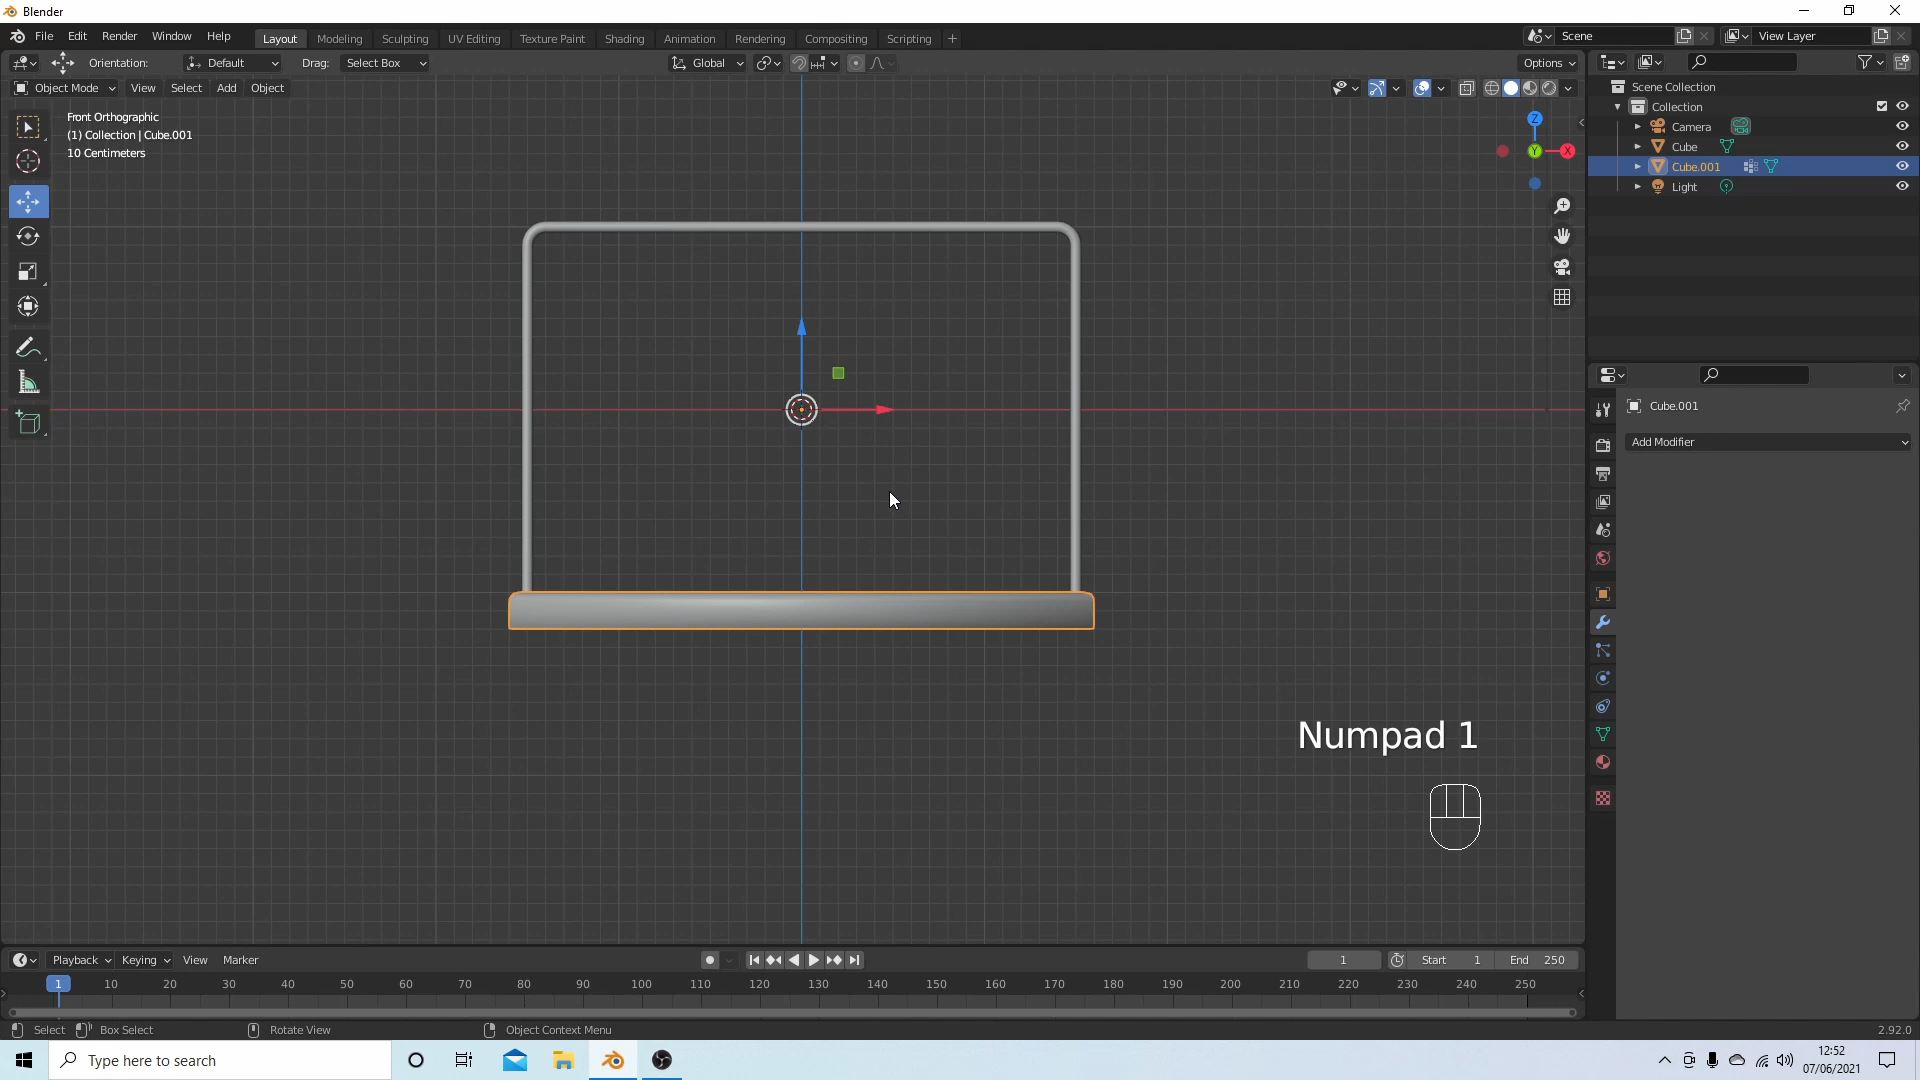 Blender
File Edit Render Window Help
Layout Modeling Sculpting UV Editing Texture Paint Shading Animation Rendering Compositing Scripting +
Scene
View Layer
Orientation: Default Drag: Select Box
Global
Options
Object Mode View Select Add Object
Front Orthographic
(1) Collection | Cube.001
10 Centimeters
Z
Y
X
Scene Collection
Collection
Camera
Cube
Cube.001
Light
Cube.001
Add Modifier
Numpad 1
Playback Keying View Marker
1
Start 1 End 250
1 10 20 30 40 50 60 70 80 90 100 110 120 130 140 150 160 170 180 190 200 210 220 230 240 250
Select Box Select Rotate View Object Context Menu 2.92.0
Type here to search
12:52
07/06/2021